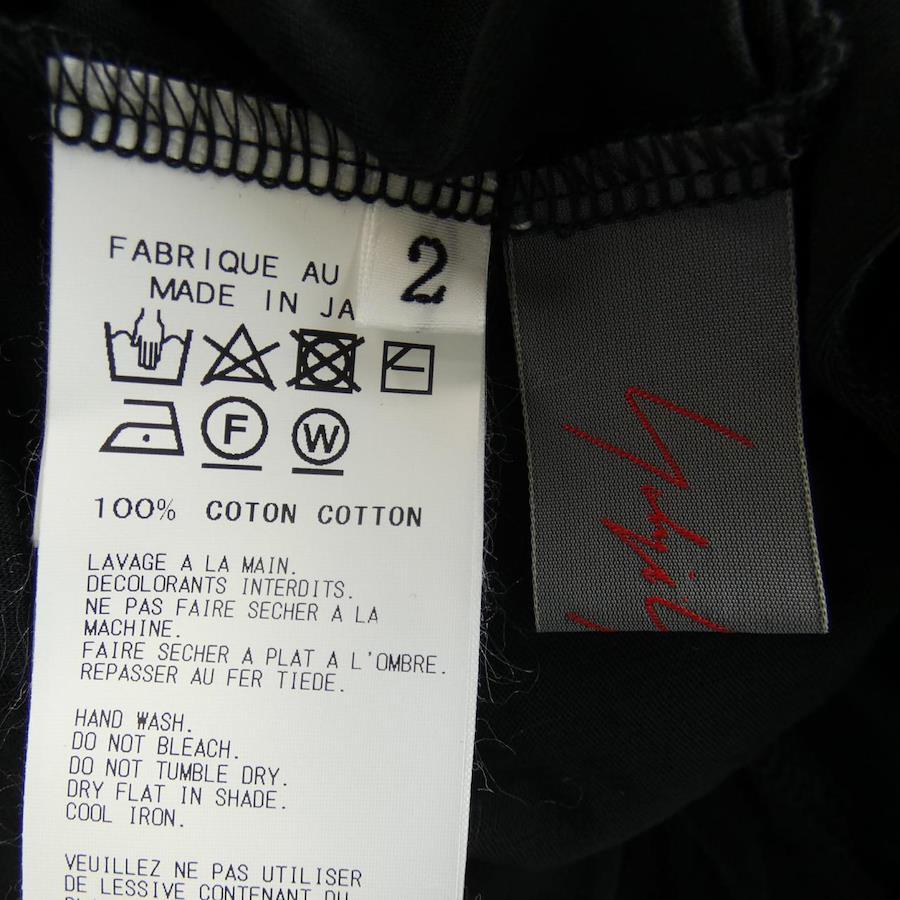 FABRIQUE AU
MADE IN JA
2
F
W
100% COTON COTTON
LAVAGE A LA MAIN.
DECOLORANTS INTERDITS.
NE PAS FAIRE SECHER A LA
MACHINE.
FAIRE SECHER A PLAT A L'OMBRE.
REPASSER AU FER TIEDE.
HAND WASH.
DO NOT BLEACH.
DO NOT TUMBLE DRY.
DRY FLAT IN SHADE.
COOL IRON.
VEUILLEZ NE PAS UTILISER
DE LESSIVE CONTENANT DU